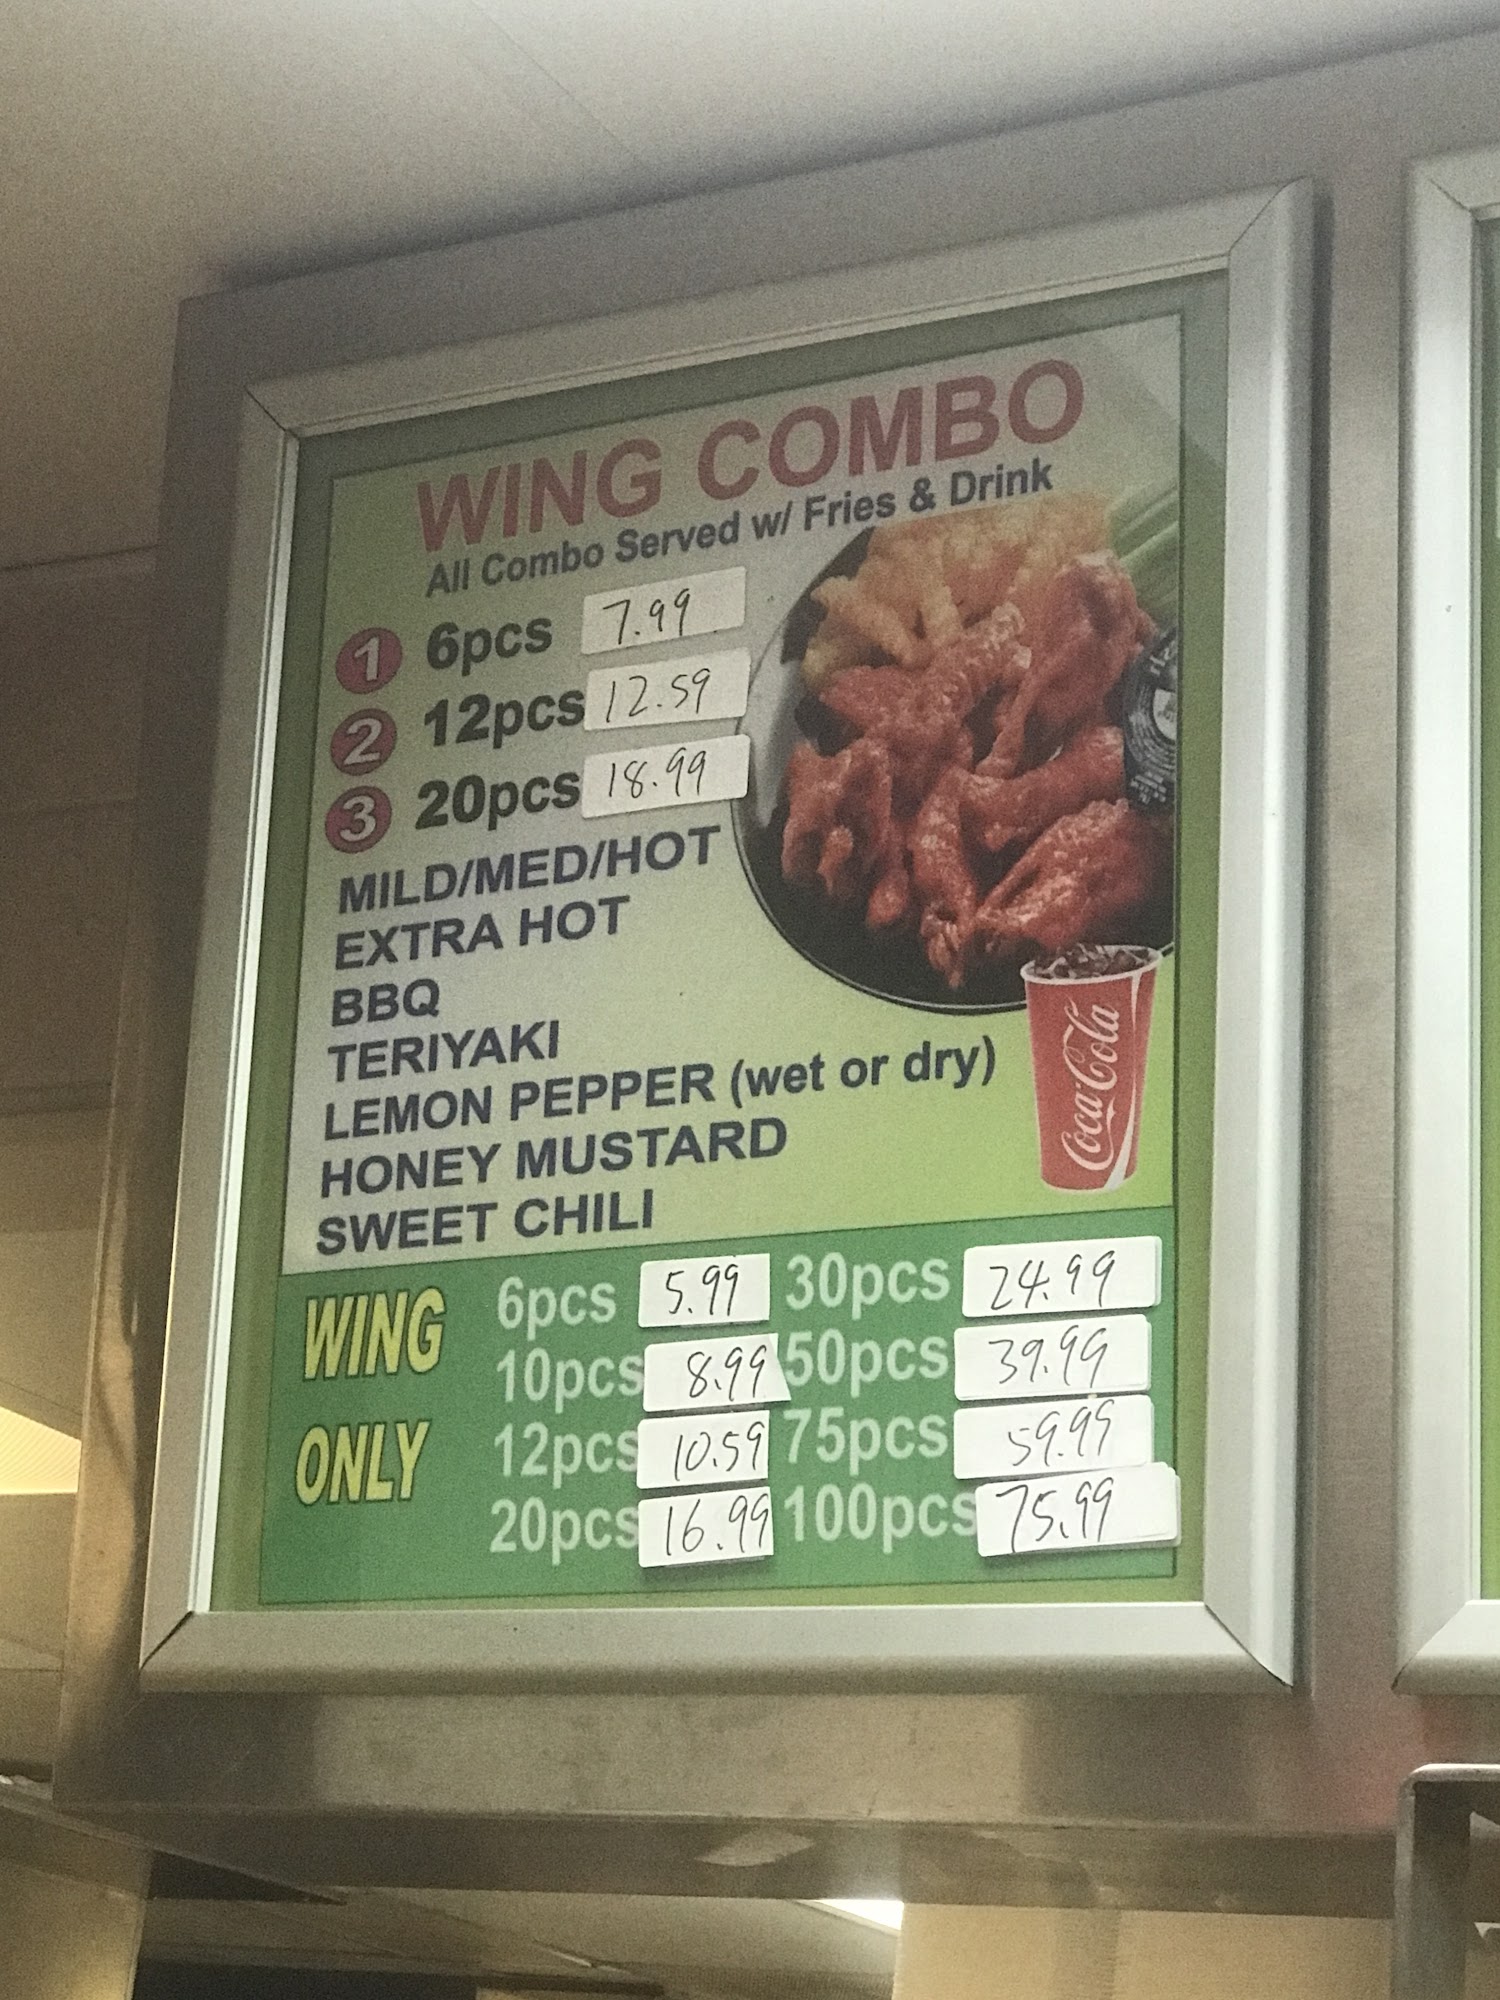 WING COMBO
All Combo Served w/ Fries & Drink
1 6pcs 7.99
2 12pcs 12.59
3 20pcs 18.99
MILD/MED/HOT
EXTRA HOT
BBQ
TERIYAKI
LEMON PEPPER (wet or dry)
HONEY MUSTARD
SWEET CHILI
Coca-Cola
WING ONLY
6pcs 5.99 30pcs 24.99
10pcs 8.99 50pcs 39.99
12pcs 10.59 75pcs 59.99
20pcs 16.99 100pcs 75.99